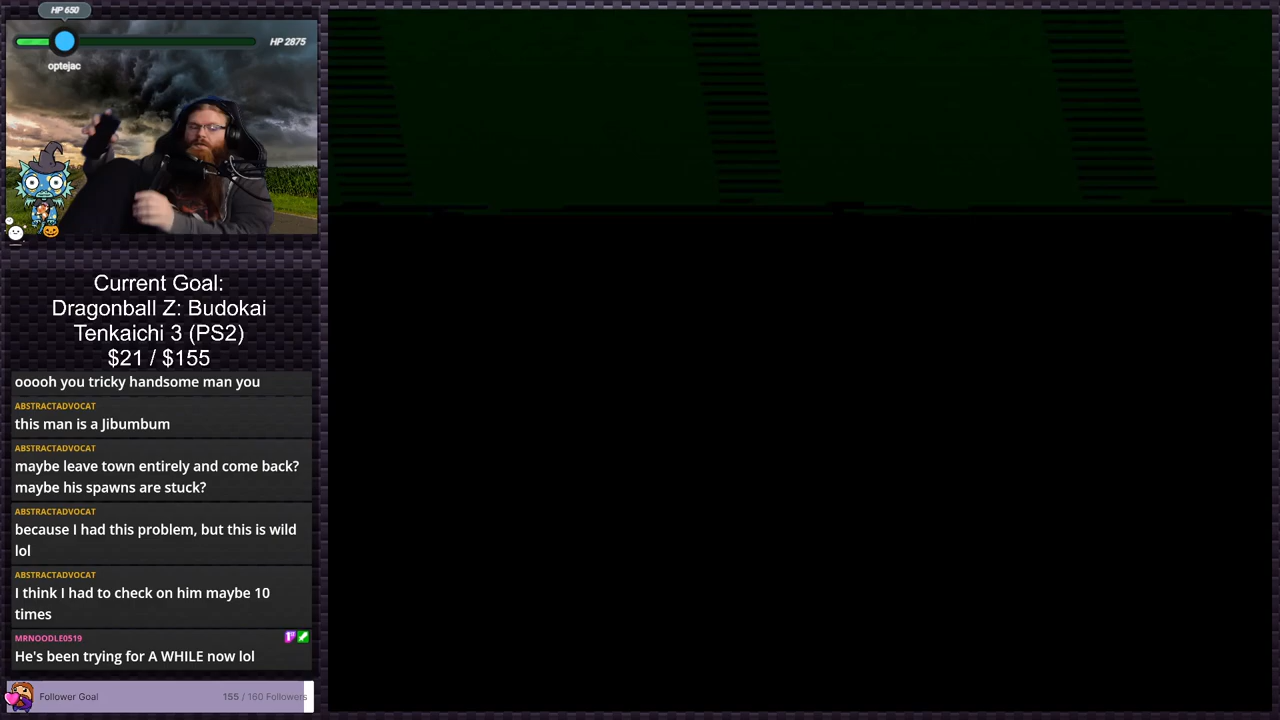 HP 650
HP 2875
optejac
Current Goal:
Dragonball Z: Budokai
Tenkaichi 3 (PS2)
$21 / $155
ooooh you tricky handsome man you
ABSTRACTADVOCAT
this man is a Jibumbum
ABSTRACTADVOCAT
maybe leave town entirely and come back?
maybe his spawns are stuck?
ABSTRACTADVOCAT
because I had this problem, but this is wild
lol
ABSTRACTADVOCAT
I think I had to check on him maybe 10
times
MRNOODLE0519
He's been trying for A WHILE now lol
Follower Goal
155 / 160 Followers